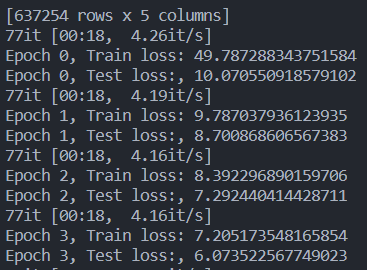 [637254 rows x 5 columns]
77it [00:18,  4.26it/s]
Epoch 0, Train loss: 49.787288343751584
Epoch 0, Test loss:, 10.070550918579102
77it [00:18,  4.19it/s]
Epoch 1, Train loss: 9.787037936123935
Epoch 1, Test loss:, 8.700868606567383
77it [00:18,  4.16it/s]
Epoch 2, Train loss: 8.392296890159706
Epoch 2, Test loss:, 7.292440414428711
77it [00:18,  4.16it/s]
Epoch 3, Train loss: 7.205173548165854
Epoch 3, Test loss:, 6.073522567749023